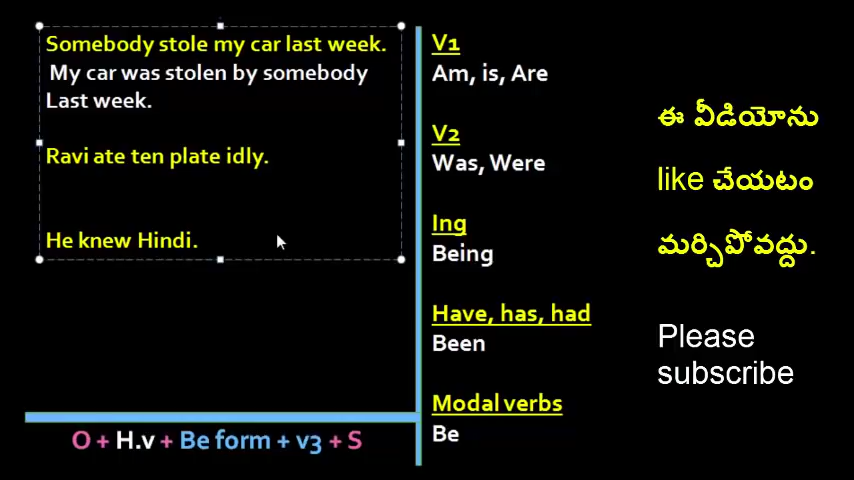 Somebody stole my car last week.
My car was stolen by somebody
Last week.
Ravi ate ten plate idly.
He knew Hindi.
O + H.v + Be form + v3 + S
V1
Am, is, Are
V2
Was, Were
Ing
Being
Have, has, had
Been
Modal verbs
Be
ఈ వీడియోను
like చేయటం
మర్చిపోవద్దు.
Please
subscribe